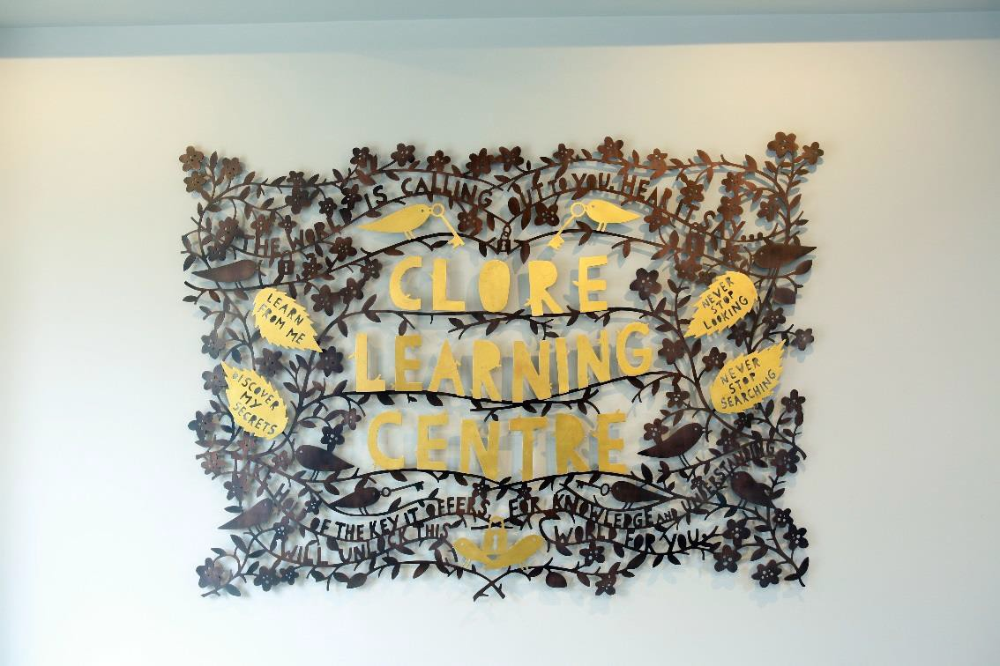 THE WORLD IS CALLING OUT TO YOU. HEAR IT SAY...
CLORE
LEARNING
CENTRE
LEARN
FROM ME
DISCOVER
MY
SECRETS
NEVER
STOP
LOOKING
NEVER
STOP
SEARCHING
OF THE KEY IT OFFERS, FOR KNOWLEDGE AND UNDERSTANDING
WILL UNLOCK THIS WORLD FOR YOU